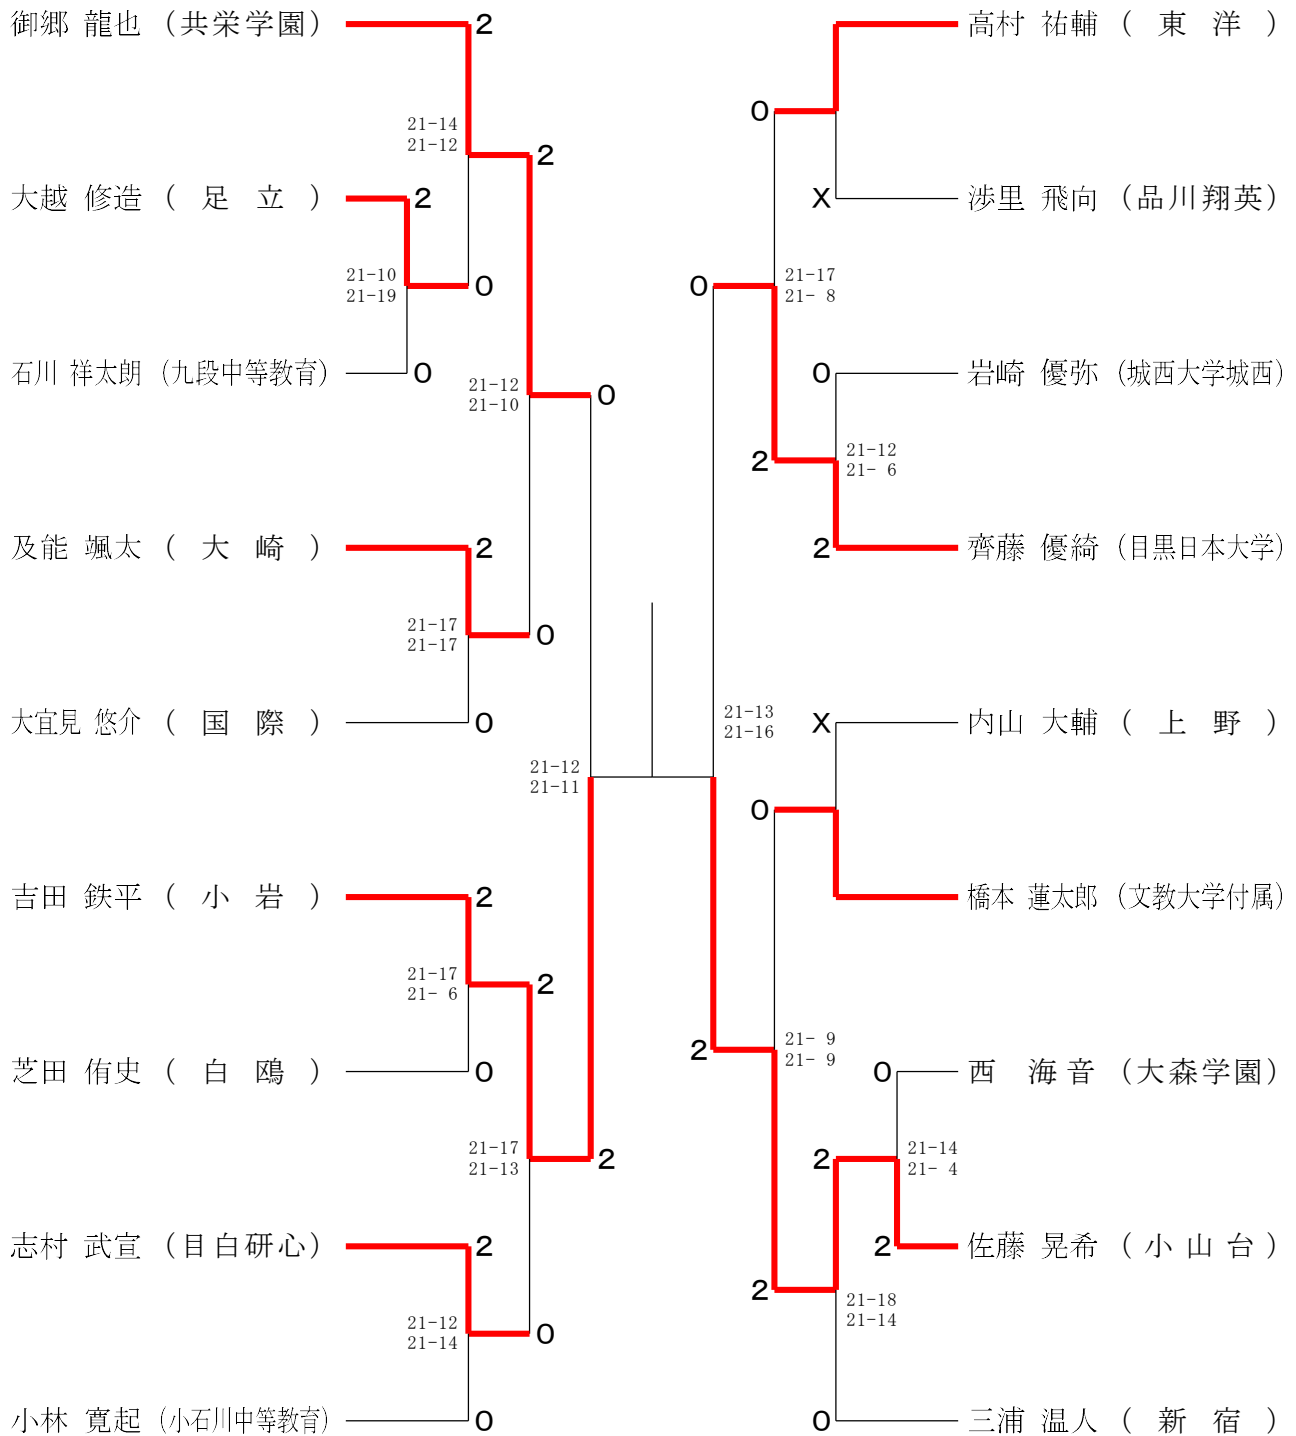 御郷 龍也 (共栄学園) 2
21-14
21-12
2
大越 修造 ( 足 立 ) 2
21-10
21-19
0
石川 祥太朗 (九段中等教育) 0
21-12
21-10
0
及能 颯太 ( 大 崎 ) 2
21-17
21-17
0
大宜見 悠介 ( 国 際 ) 0
21-12
21-11
吉田 鉄平 ( 小 岩 ) 2
21-17
21- 6
2
芝田 侑史 ( 白 鴎 ) 0
21-17
21-13
2
志村 武宣 (目白研心) 2
21-12
21-14
0
小林 寛起 (小石川中等教育) 0
高村 祐輔 ( 東 洋 )
0
X 渉里 飛向 (品川翔英)
0
21-17
21- 8
0 岩崎 優弥 (城西大学城西)
2
21-12
21- 6
2 齊藤 優綺 (目黒日本大学)
21-13
21-16
X 内山 大輔 ( 上 野 )
0
橋本 蓮太郎 (文教大学付属)
2
21- 9
21- 9
0 西 海音 (大森学園)
2
21-14
21- 4
2 佐藤 晃希 (小山台)
2
21-18
21-14
0 三浦 温人 ( 新 宿 )